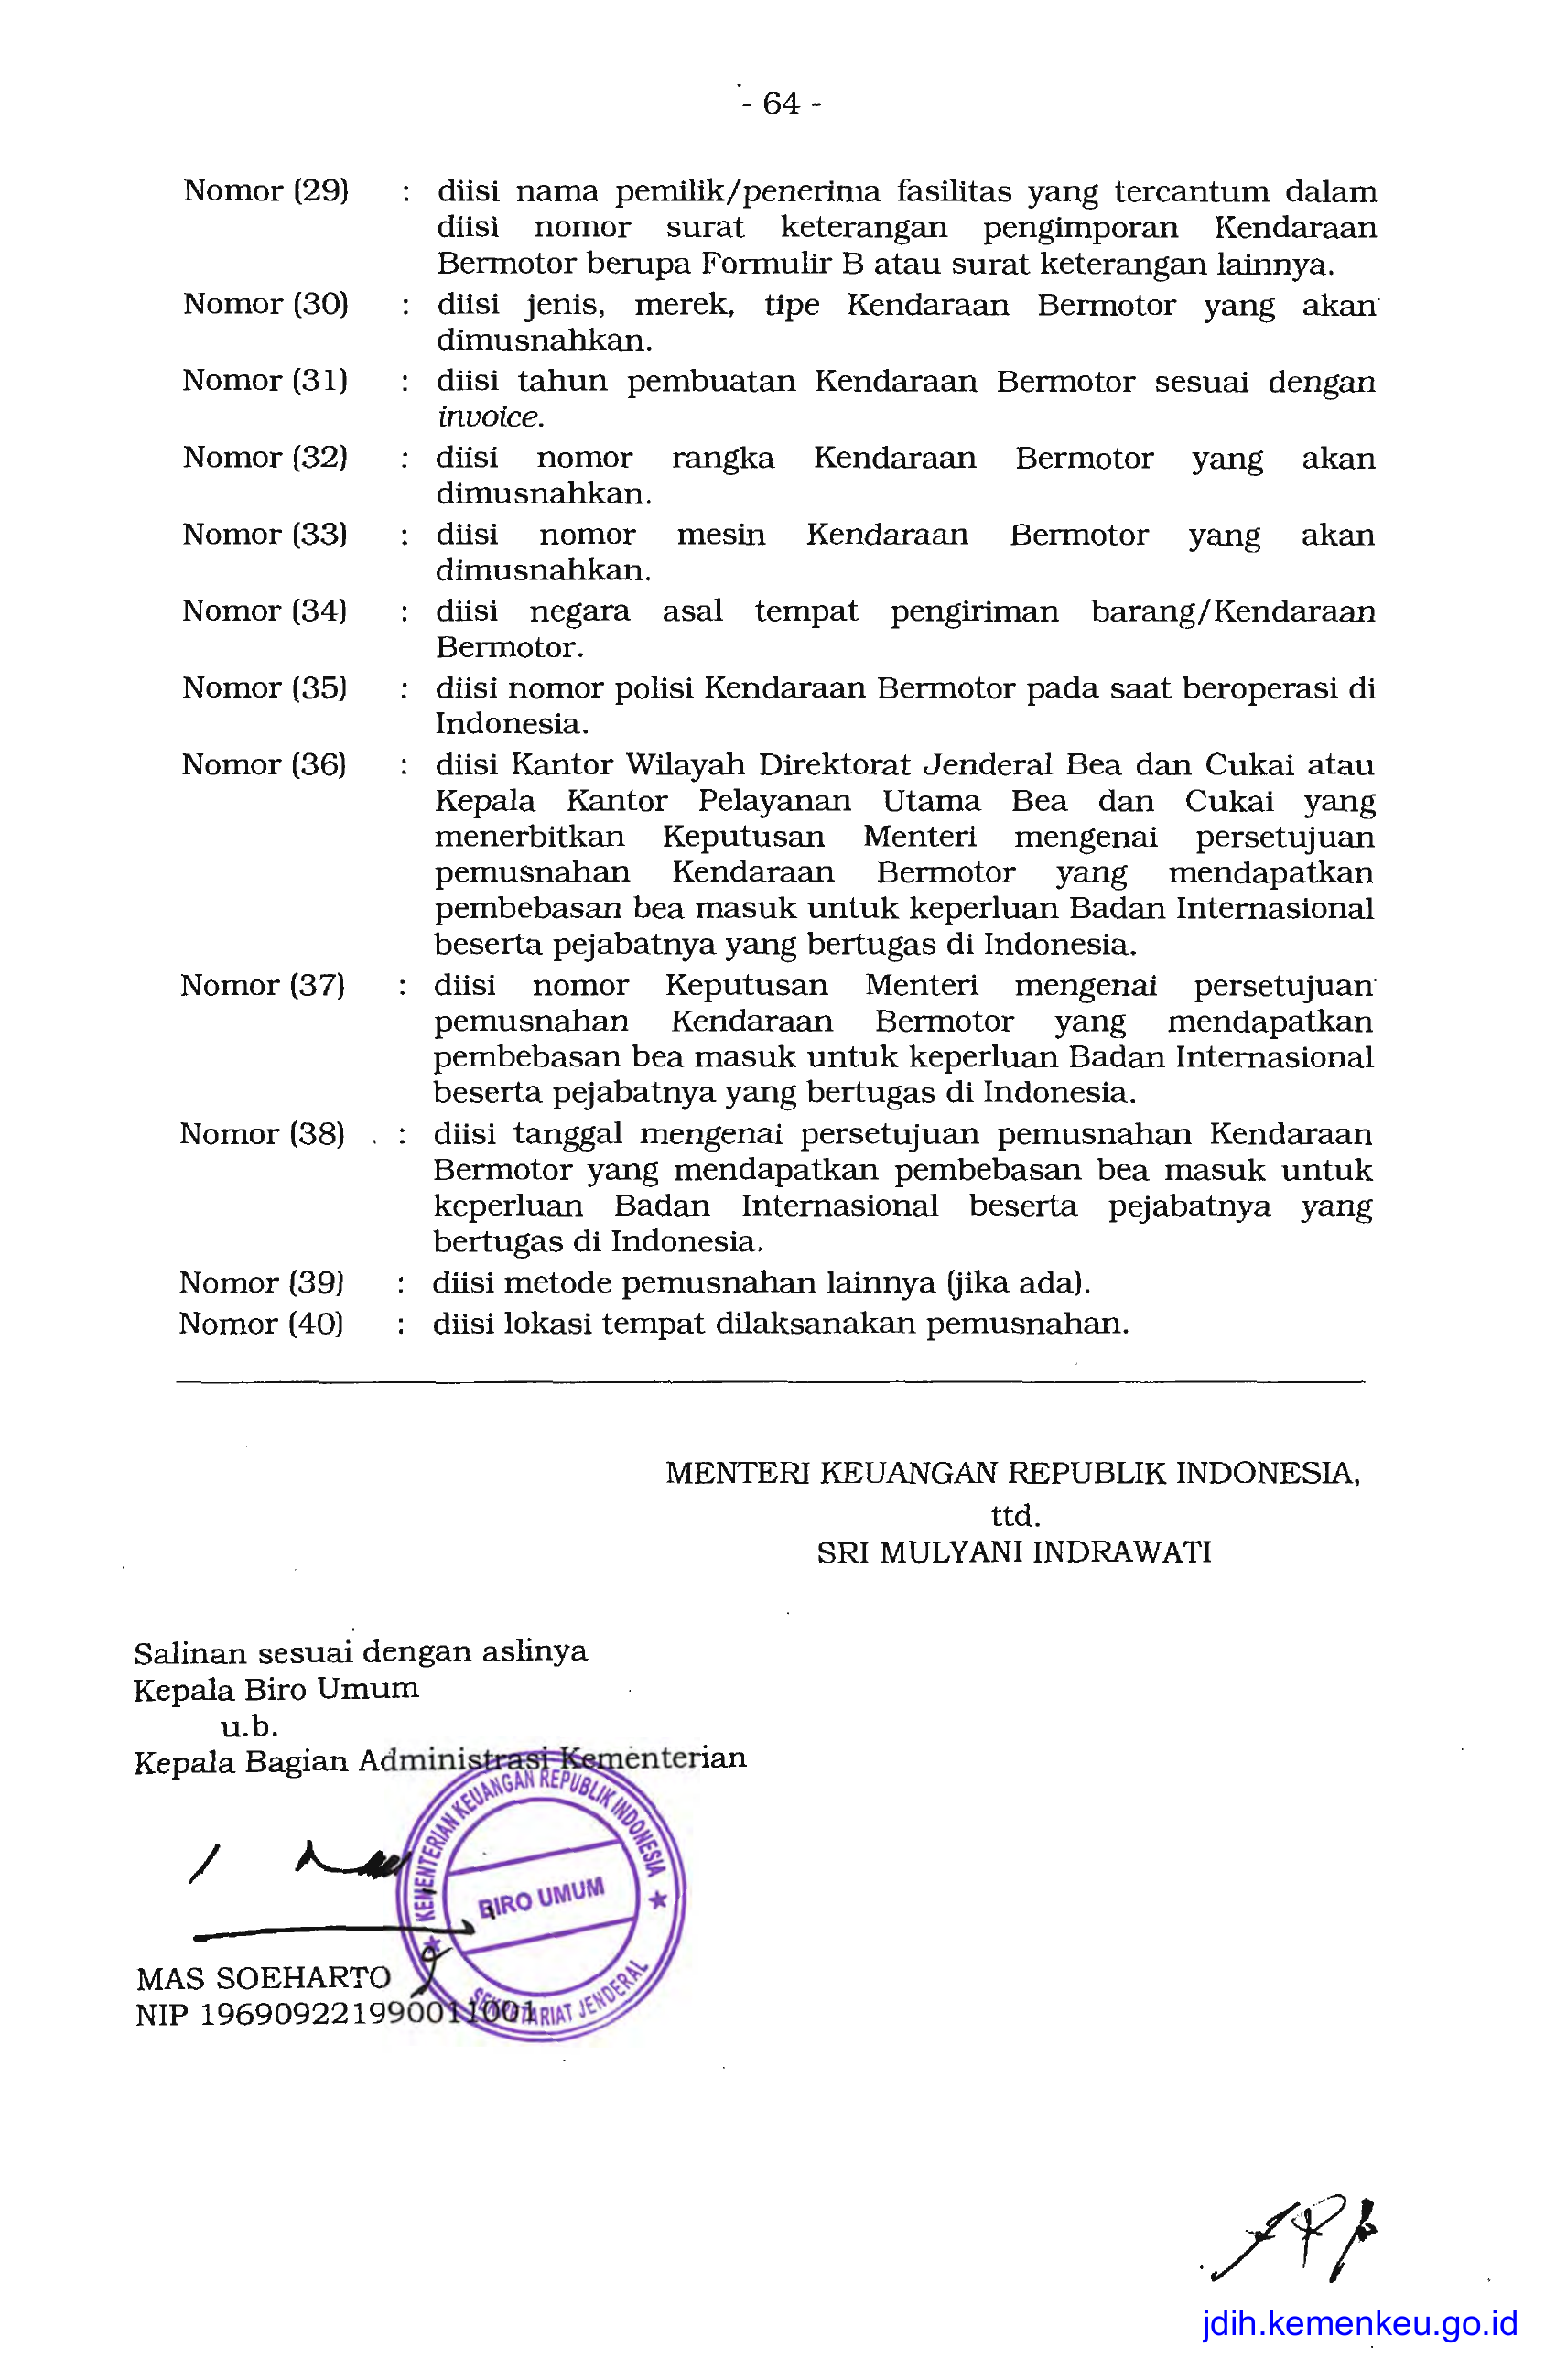 - 64 -
Nomor (29) : diisi nama pemilik/penerima fasilitas yang tercantum dalam
diisi nomor surat keterangan pengimporan Kendaraan
Bermotor berupa Formulir B atau surat keterangan lainnya.
Nomor (30) : diisi jenis, merek, tipe Kendaraan Bermotor yang akan
dimusnahkan.
Nomor (31) : diisi tahun pembuatan Kendaraan Bermotor sesuai dengan
invoice.
Nomor (32) : diisi nomor rangka Kendaraan Bermotor yang akan
dimusnahkan.
Nomor (33) : diisi nomor mesin Kendaraan Bermotor yang akan
dimusnahkan.
Nomor (34) : diisi negara asal tempat pengiriman barang/Kendaraan
Bermotor.
Nomor (35) : diisi nomor polisi Kendaraan Bermotor pada saat beroperasi di
Indonesia.
Nomor (36) : diisi Kantor Wilayah Direktorat Jenderal Bea dan Cukai atau
Kepala Kantor Pelayanan Utama Bea dan Cukai yang
menerbitkan Keputusan Menteri mengenai persetujuan
pemusnahan Kendaraan Bermotor yang mendapatkan
pembebasan bea masuk untuk keperluan Badan Internasional
beserta pejabatnya yang bertugas di Indonesia.
Nomor (37) : diisi nomor Keputusan Menteri mengenai persetujuan
pemusnahan Kendaraan Bermotor yang mendapatkan
pembebasan bea masuk untuk keperluan Badan Internasional
beserta pejabatnya yang bertugas di Indonesia.
Nomor (38) : diisi tanggal mengenai persetujuan pemusnahan Kendaraan
Bermotor yang mendapatkan pembebasan bea masuk untuk
keperluan Badan Internasional beserta pejabatnya yang
bertugas di Indonesia.
Nomor (39) : diisi metode pemusnahan lainnya (jika ada).
Nomor (40) : diisi lokasi tempat dilaksanakan pemusnahan.
MENTERI KEUANGAN REPUBLIK INDONESIA,
ttd.
SRI MULYANI INDRAWATI
Salinan sesuai dengan aslinya
Kepala Biro Umum
u.b.
Kepala Bagian Administrasi Kementerian
KEMENTERIAN KEUANGAN REPUBLIK INDONESIA
BIRO UMUM
SEKRETARIAT JENDERAL
MAS SOEHARTO
NIP 196909221990011001
jdih.kemenkeu.go.id